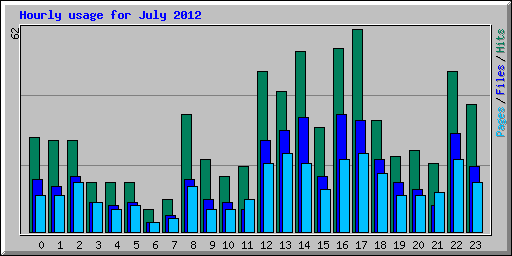 Hourly usage for July 2012
62
Pages / Files / Hits
0 1 2 3 4 5 6 7 8 9 10 11 12 13 14 15 16 17 18 19 20 21 22 23